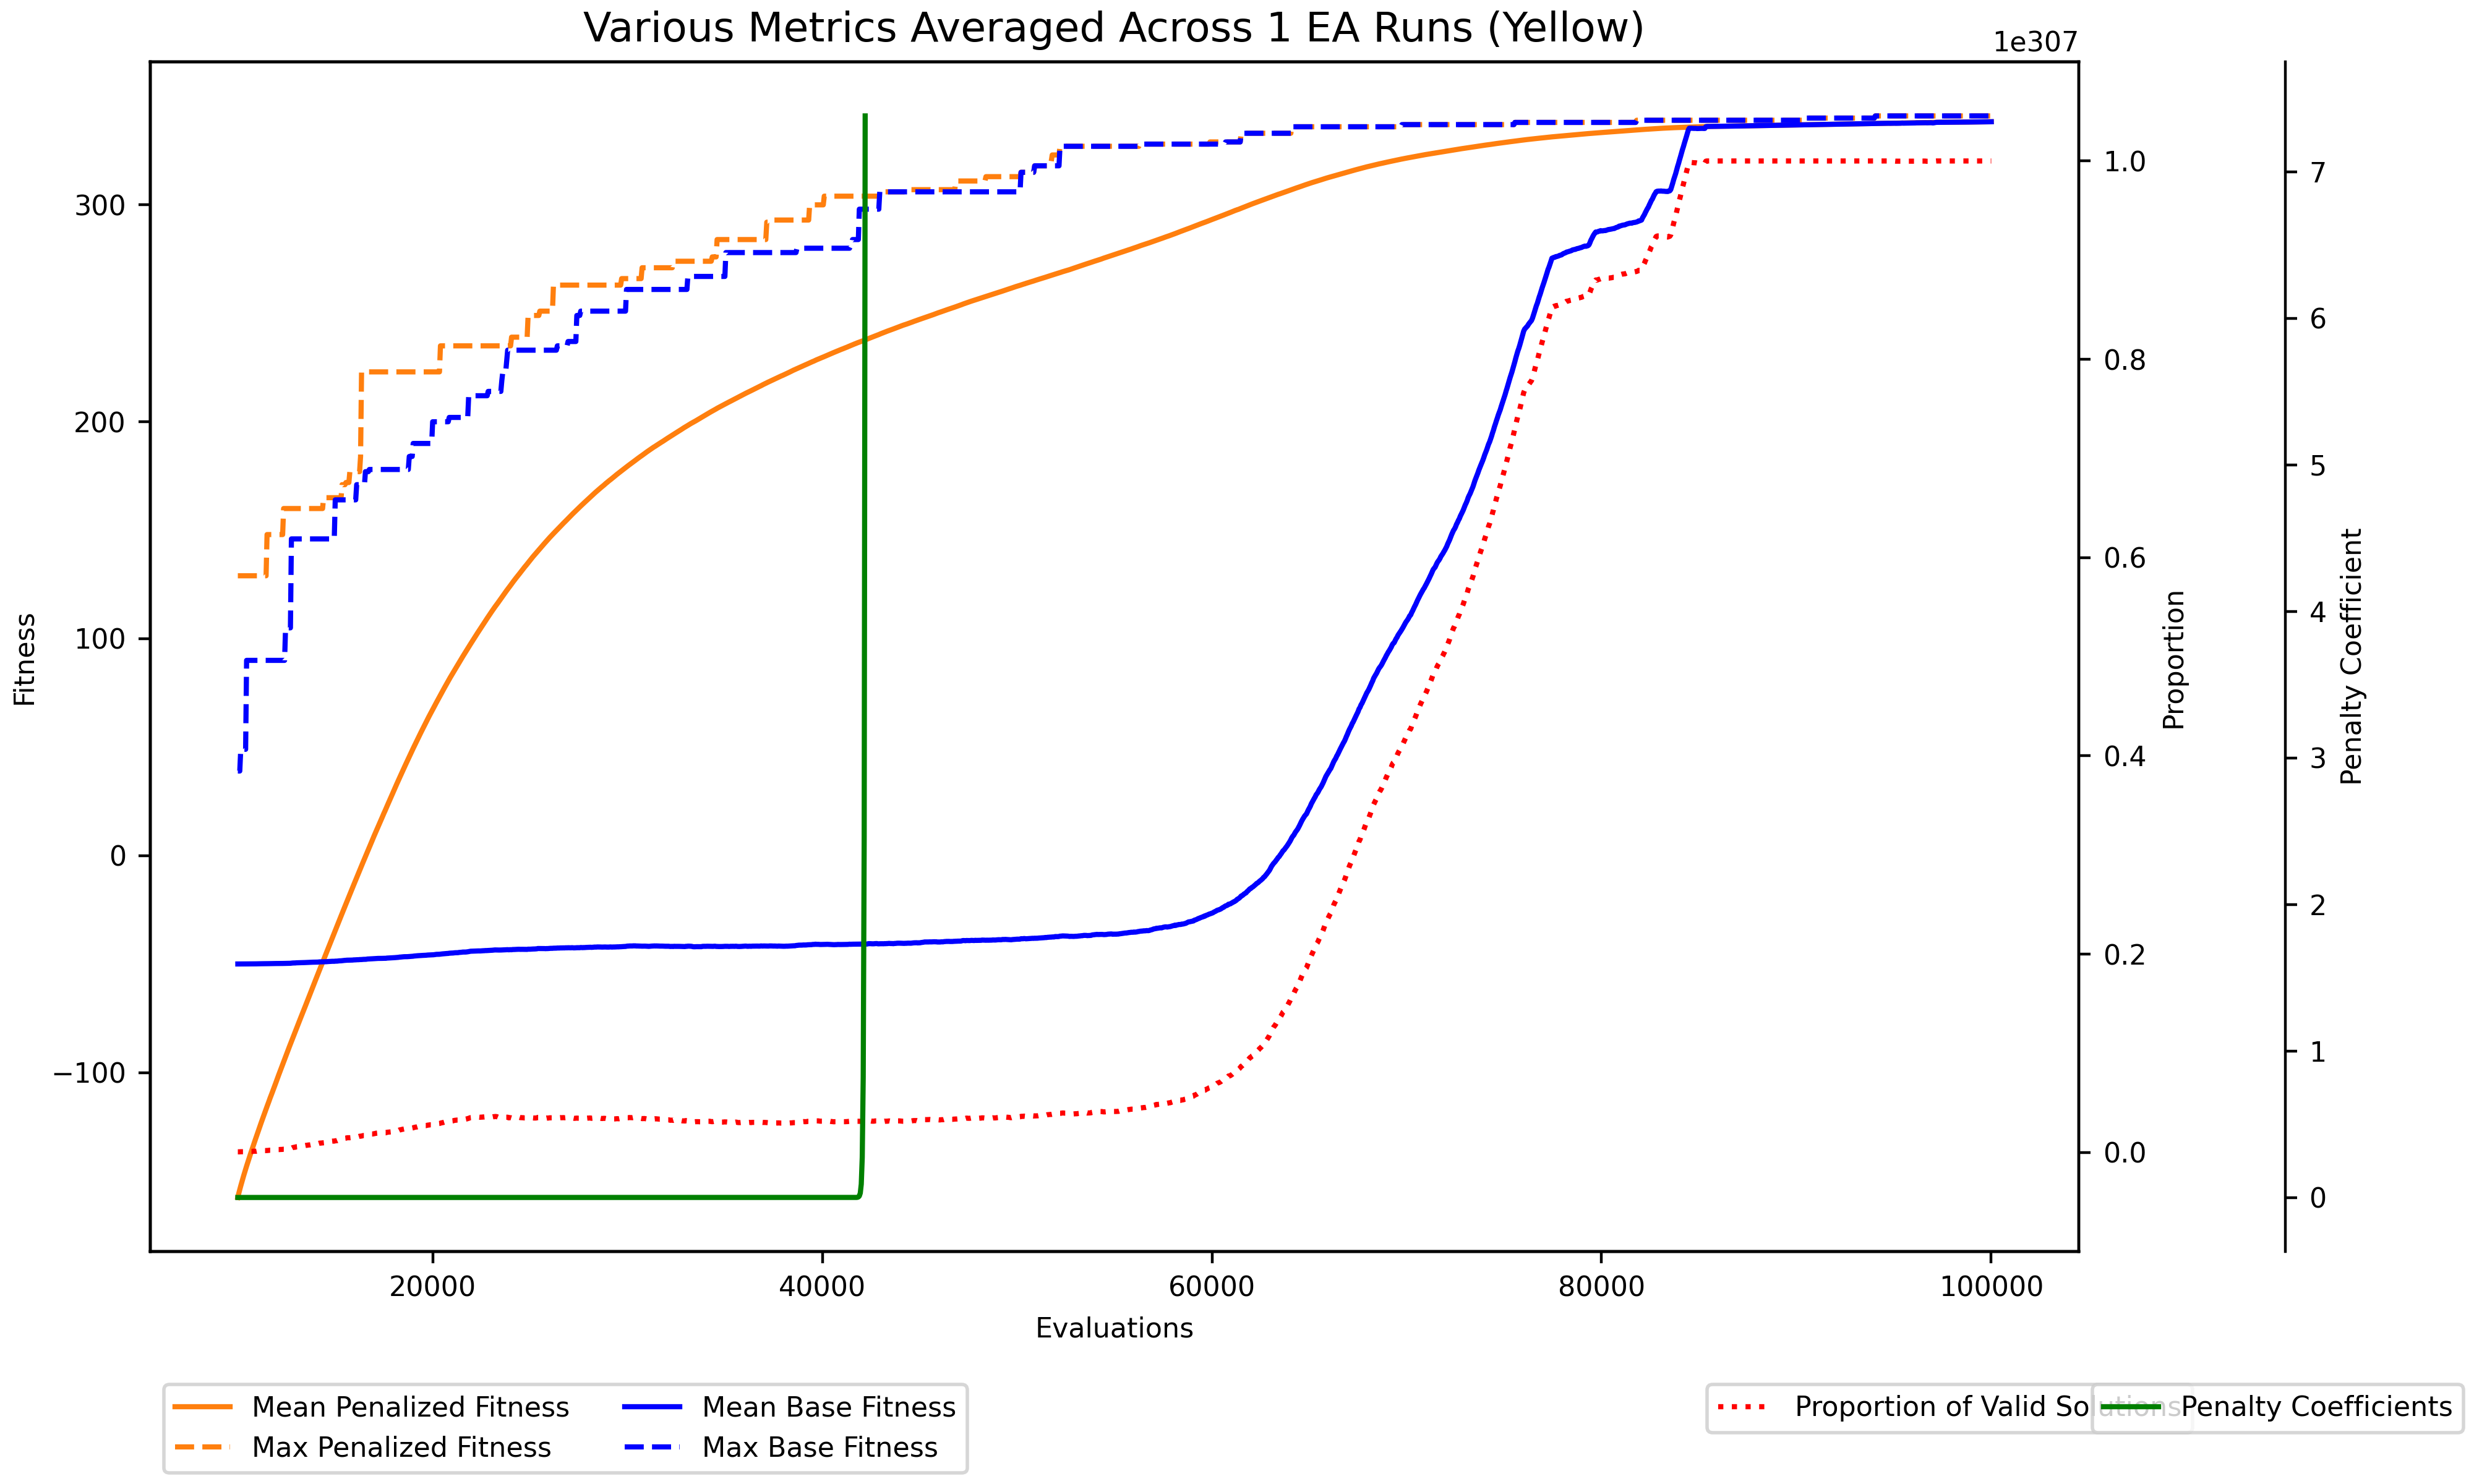 Various Metrics Averaged Across 1 EA Runs (Yellow)
1e307
300
200
100
0
−100
Fitness
20000
40000
60000
80000
100000
Evaluations
1.0
0.8
0.6
0.4
0.2
0.0
Proportion
7
6
5
4
3
2
1
0
Penalty Coefficient
Mean Penalized Fitness
Max Penalized Fitness
Mean Base Fitness
Max Base Fitness
Proportion of Valid Solutions
Penalty Coefficients